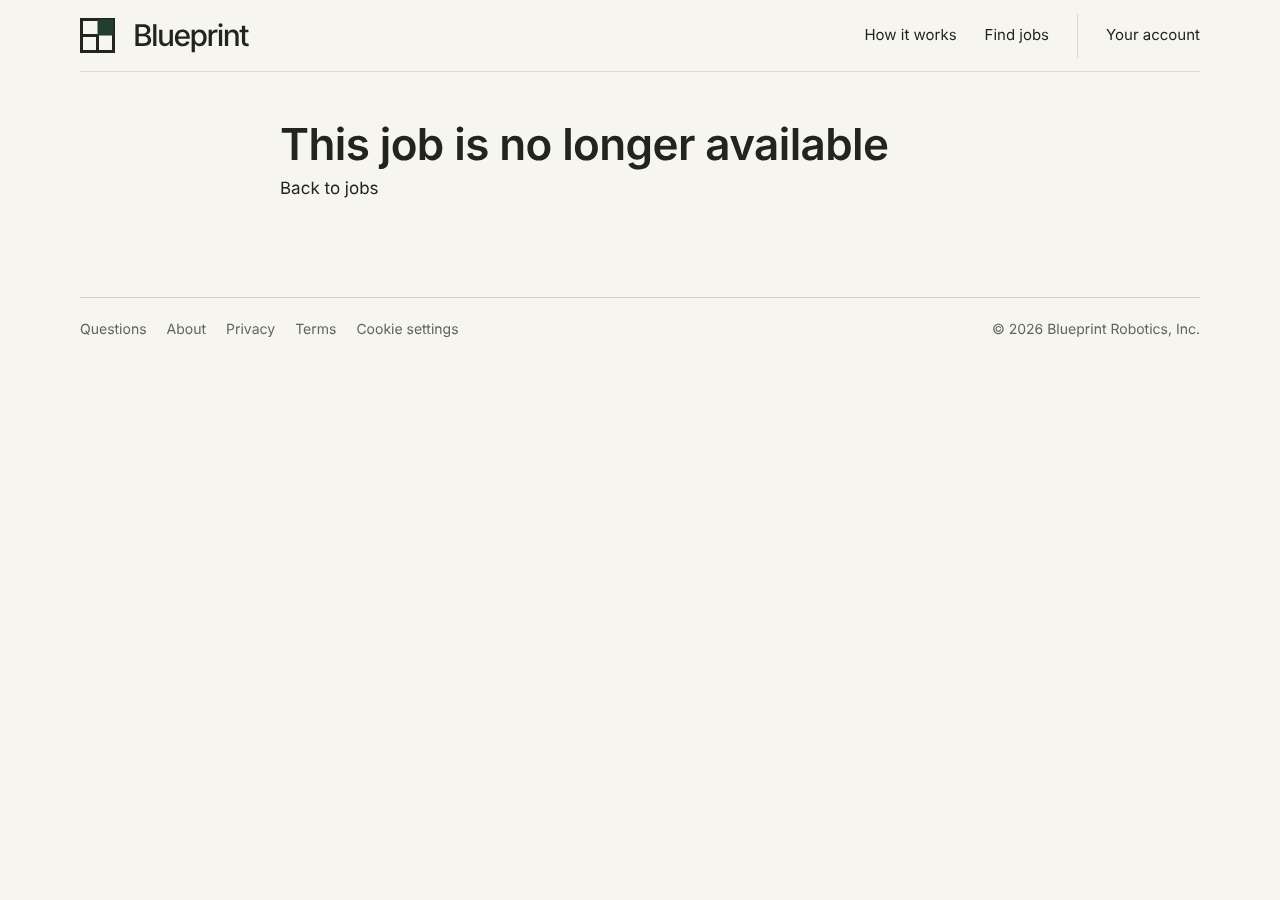 Blueprint
How it works Find jobs Your account
This job is no longer available
Back to jobs
Questions About Privacy Terms Cookie settings
© 2026 Blueprint Robotics, Inc.